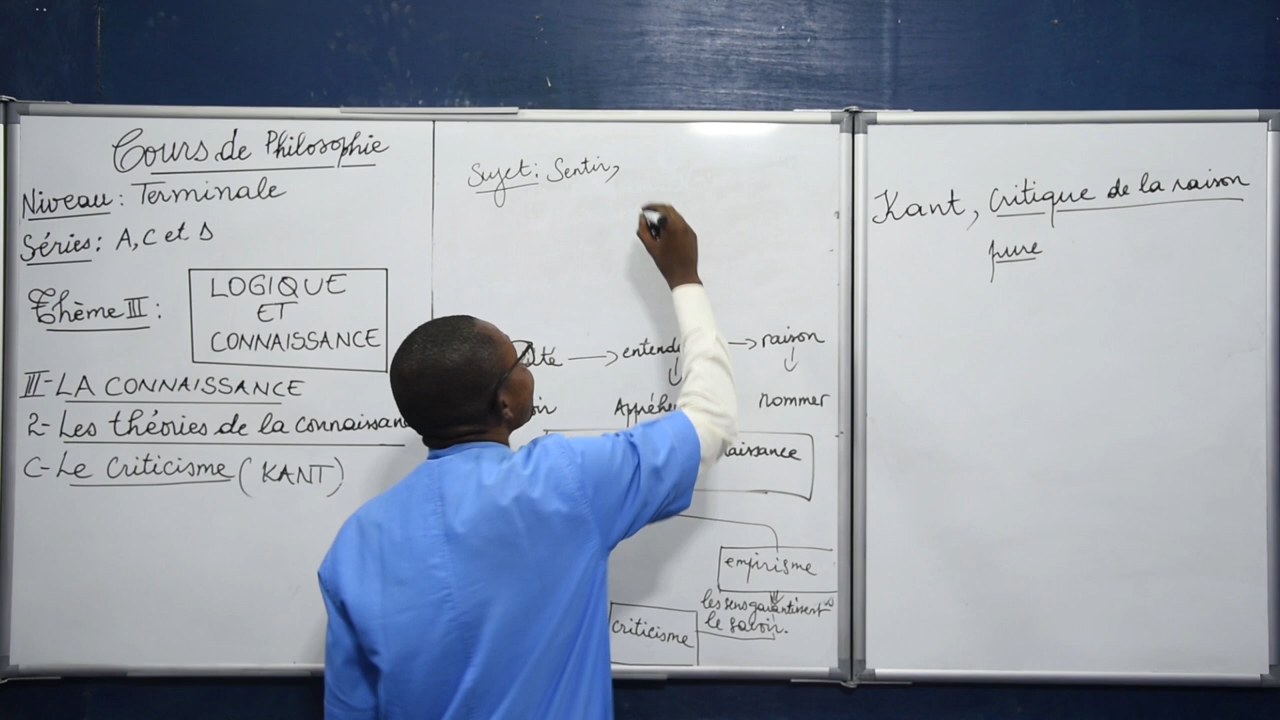 Cours de Philosophie
Niveau : Terminale
Séries : A, C et D
Thème III :
LOGIQUE
ET
CONNAISSANCE
III- LA CONNAISSANCE
2- Les théories de la
C- Le Criticisme (KANT)
Sujet : Sentir,
→ → raison
nommer
empirisme
les sens garantissent
le savoir.
criticisme
Kant, Critique de la raison
pure